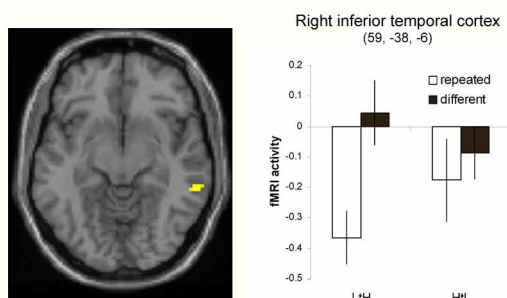 Right inferior temporal cortex
(59, -38, -6)
0.2
0.1
0
-0.1
-0.2
-0.3
-0.4
-0.5
fMRI activity
repeated
different